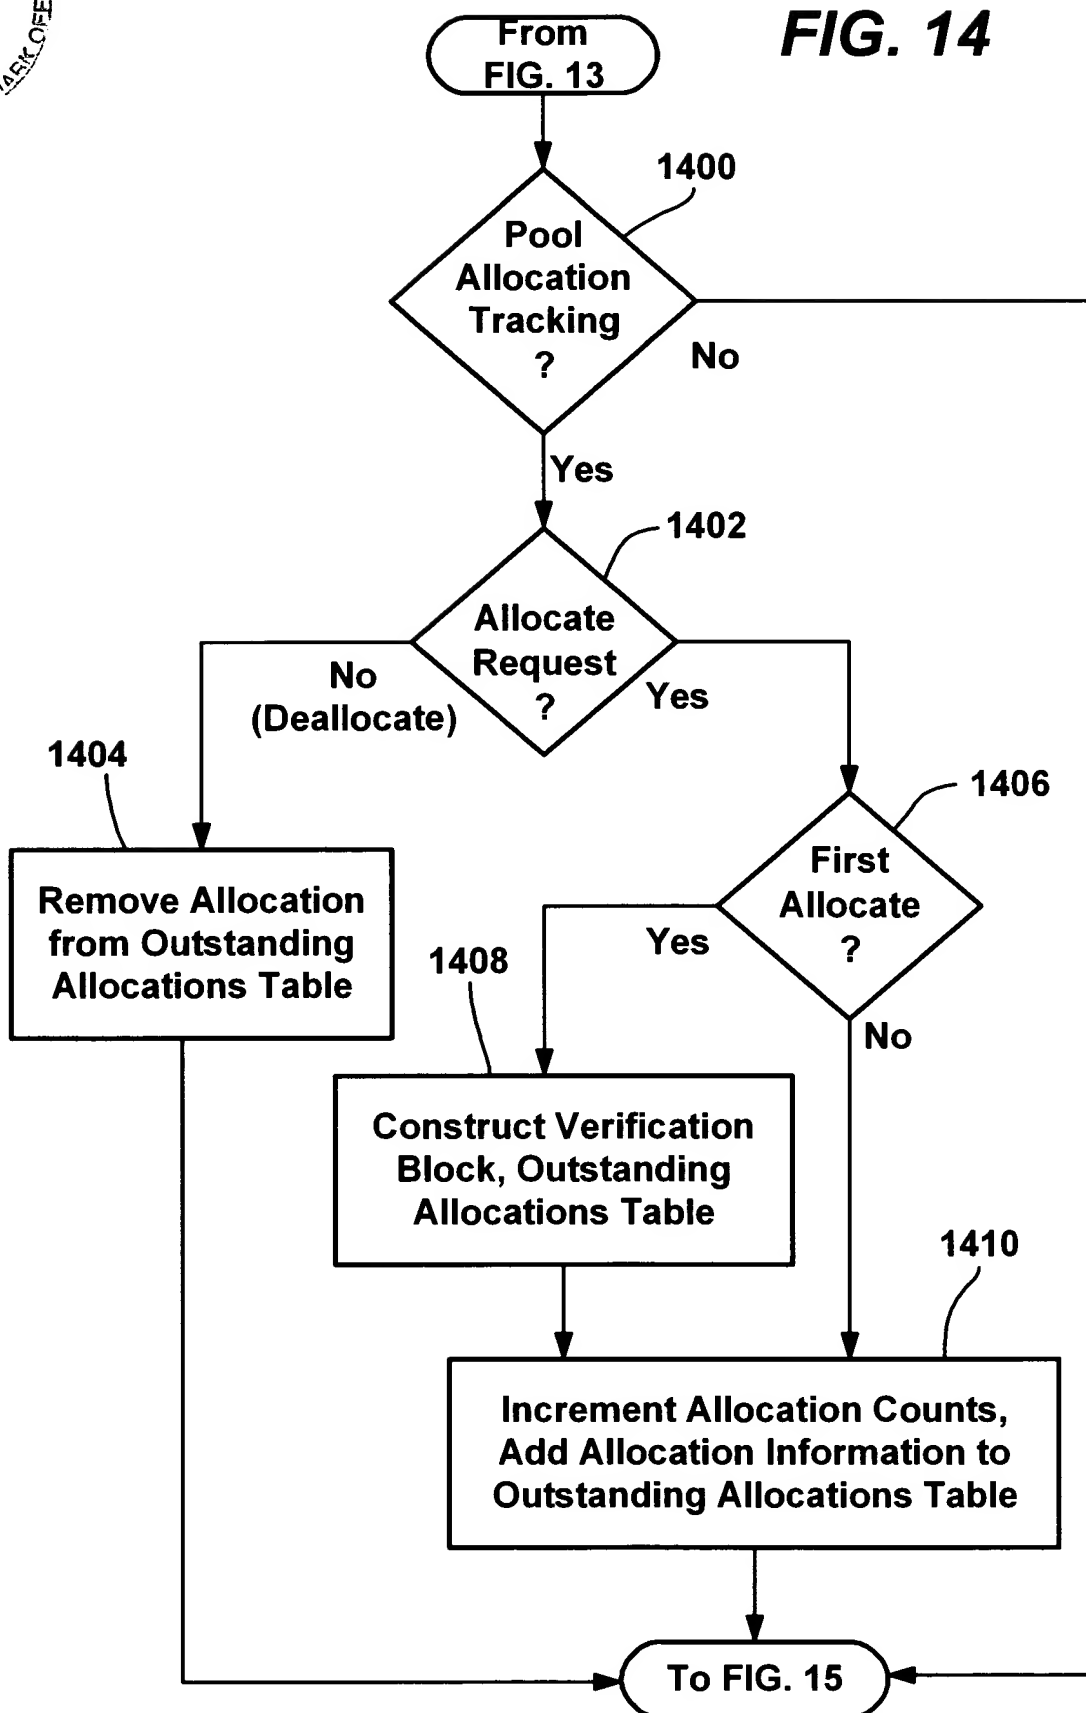 From
FIG. 13
FIG. 14
1400
Pool
Allocation
Tracking
?
No
Yes
1402
Allocate
Request
?
No
(Deallocate)
Yes
1404
1406
Remove Allocation
from Outstanding
Allocations Table
First
Allocate
?
Yes
No
1408
Construct Verification
Block, Outstanding
Allocations Table
1410
Increment Allocation Counts,
Add Allocation Information to
Outstanding Allocations Table
To FIG. 15